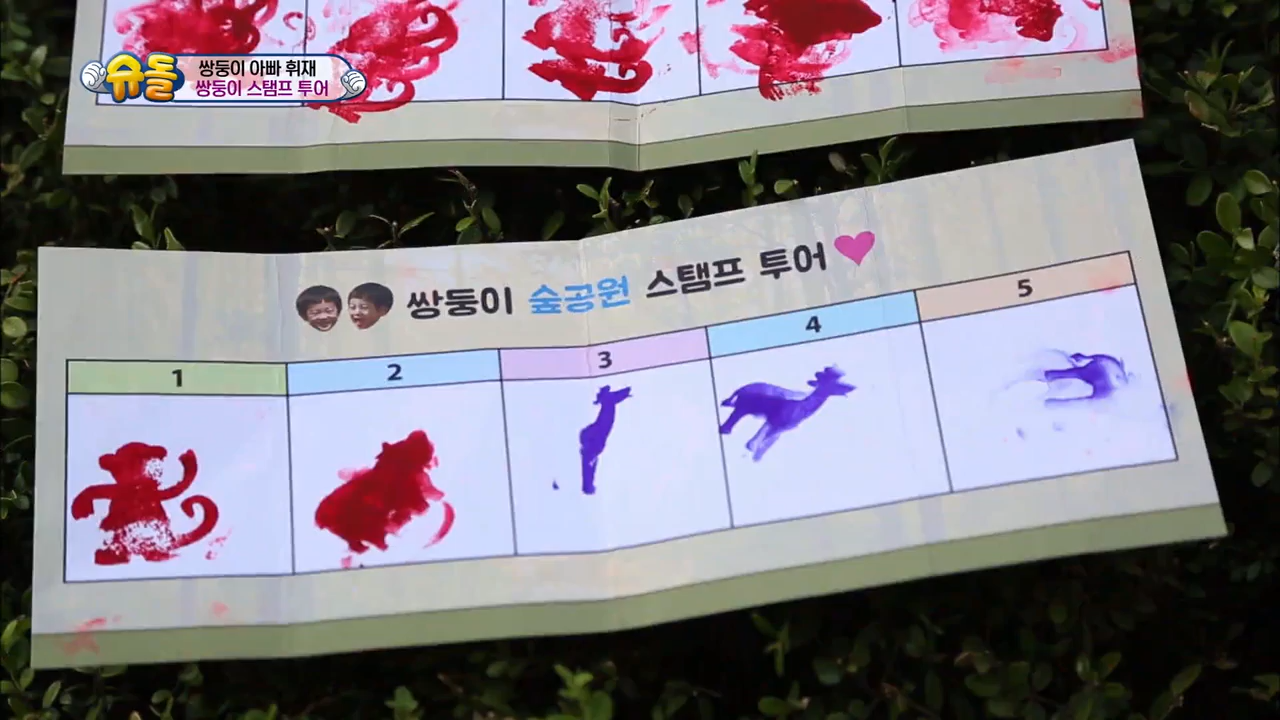 슈돌
쌍둥이 아빠 휘재
쌍둥이 스탬프 투어
쌍둥이 숲공원 스탬프 투어
1 2 3 4 5